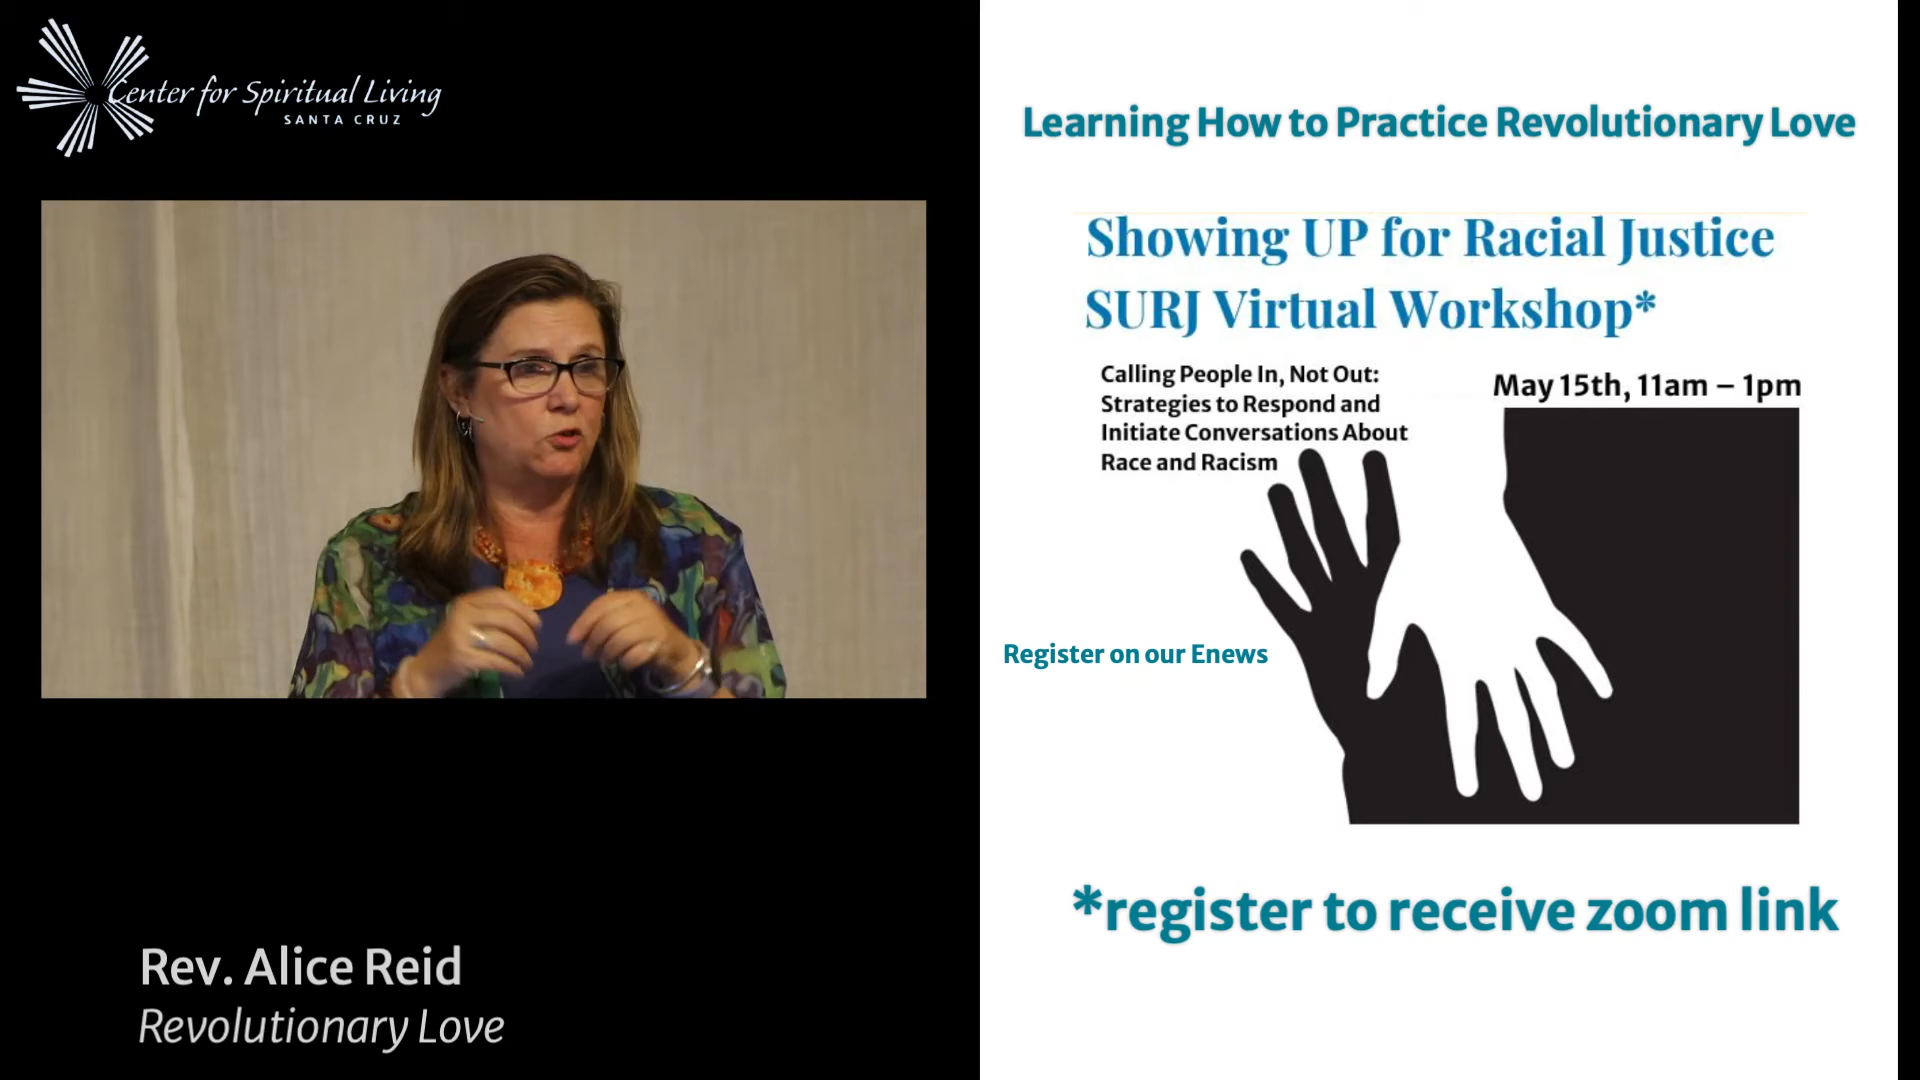 Center for Spiritual Living
SANTA CRUZ
Rev. Alice Reid
Revolutionary Love
Learning How to Practice Revolutionary Love
Showing UP for Racial Justice
SURJ Virtual Workshop*
Calling People In, Not Out:
Strategies to Respond and
Initiate Conversations About
Race and Racism
May 15th, 11am – 1pm
Register on our Enews
*register to receive zoom link